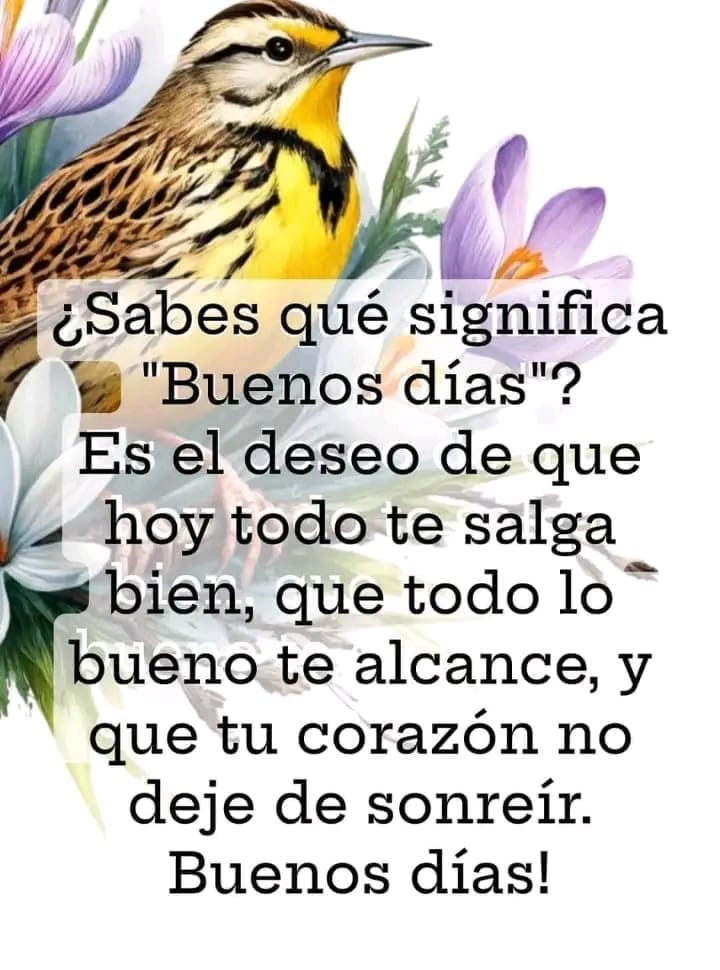 ¿Sabes qué significa
"Buenos días"?
Es el deseo de que
hoy todo te salga
bien, que todo lo
bueno te alcance, y
que tu corazón no
deje de sonreír.
Buenos días!